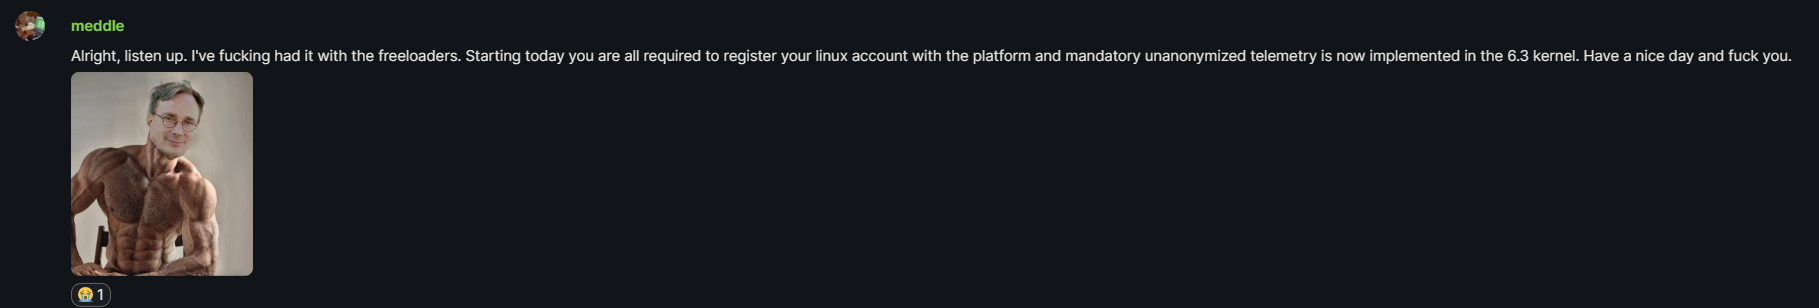 meddle
Alright, listen up. I've fucking had it with the freeloaders. Starting today you are all required to register your linux account with the platform and mandatory unanonymized telemetry is now implemented in the 6.3 kernel. Have a nice day and fuck you.
😭 1